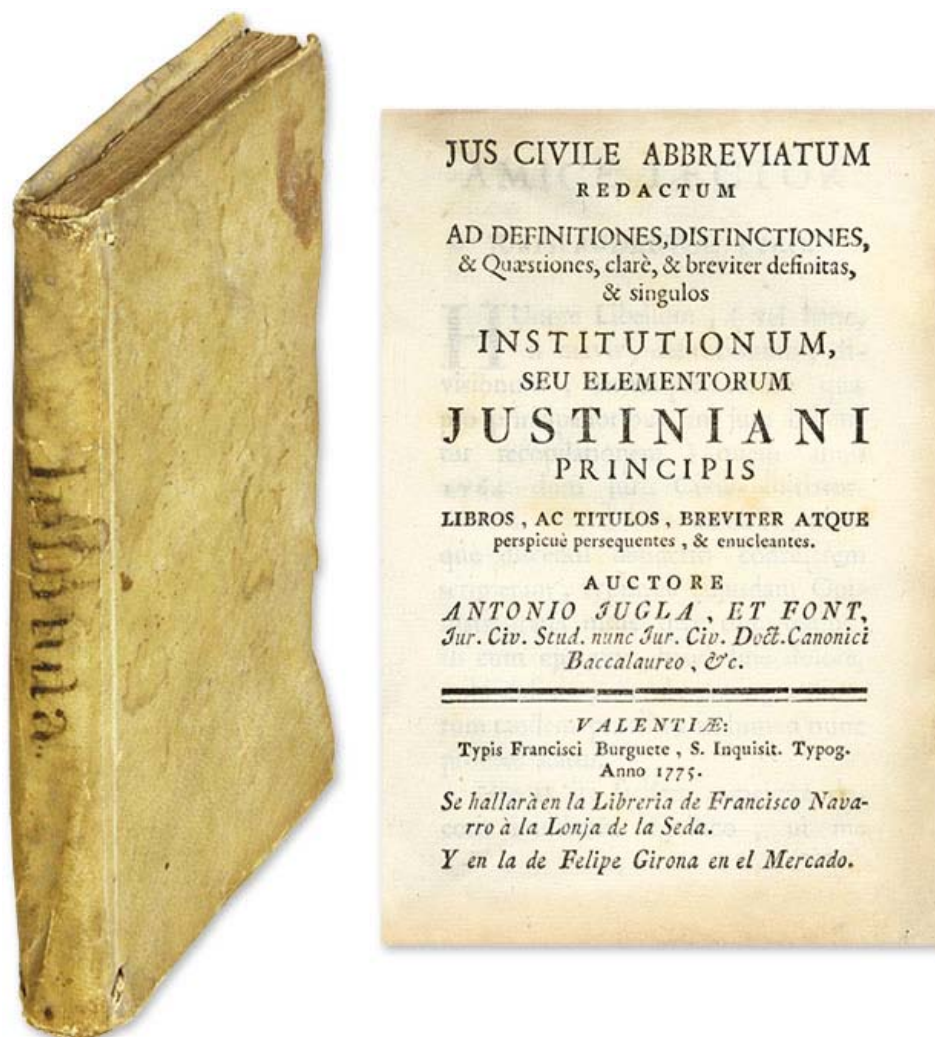 Instituta
JUS CIVILE ABBREVIATUM
REDACTUM
AD DEFINITIONES, DISTINCTIONES,
& Quæstiones, clarè, & breviter definitas,
& singulos
INSTITUTIONUM,
SEU ELEMENTORUM
JUSTINIANI
PRINCIPIS
LIBROS, AC TITULOS, BREVITER ATQUE
perspicuè persequentes, & enucleantes.
AUCTORE
ANTONIO JUGLA, ET FONT,
Jur. Civ. Stud. nunc Jur. Civ. Doct. Canonici
Baccalaureo, &c.
VALENTIÆ:
Typis Francisci Burguete, S. Inquisit. Typog.
Anno 1775.
Se hallarà en la Libreria de Francisco Nava-
rro à la Lonja de la Seda.
Y en la de Felipe Girona en el Mercado.